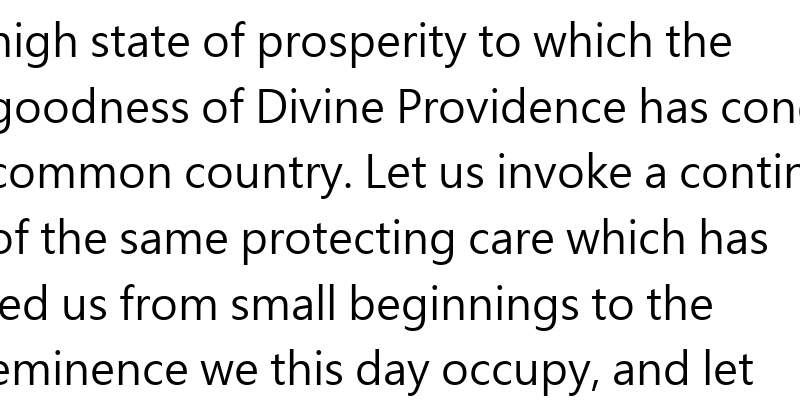 high state of prosperity to which the
goodness of Divine Providence has
common country. Let us invoke a
of the same protecting care which has
led us from small beginnings to the
eminence we this day occupy, and let